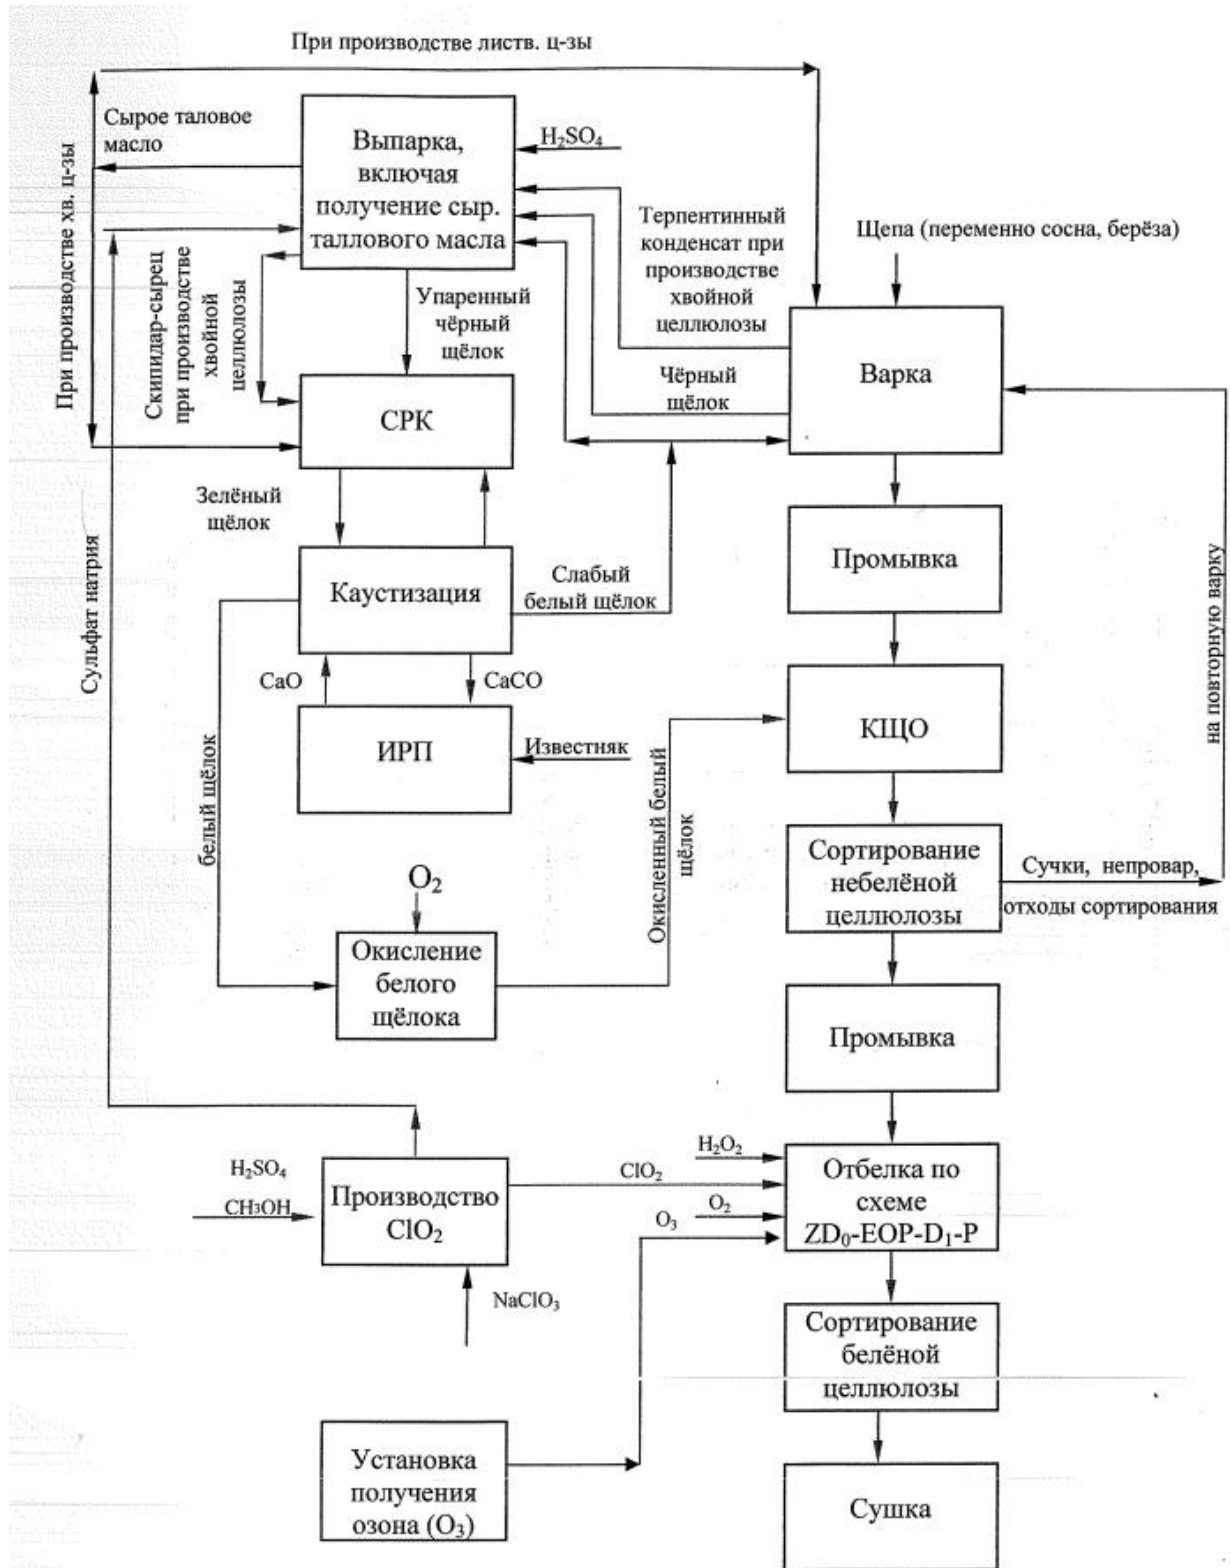 При производстве листв. ц-зы
Сырое таловое
масло
При производстве хв. ц-зы
Выпарка,
включая
получение сыр.
таллового масла
H₂SO₄
Терпентинный
конденсат при
производстве
хвойной
целлюлозы
Щепа (переменно сосна, берёза)
Скипидар-сырец
при производстве
хвойной
целлюлозы
Упаренный
чёрный
щёлок
Чёрный
щёлок
Варка
СРК
Зелёный
щёлок
Каустизация
Слабый
белый щёлок
Промывка
на повторную варку
Сульфат натрия
CaO
CaCO
ИРП
Известняк
КЩО
белый щёлок
Окисленный белый
щёлок
O₂
Окисление
белого
щёлока
Сортирование
небелёной
целлюлозы
Сучки, непровар,
отходы сортирования
Промывка
H₂SO₄
CH₃OH
Производство
ClO₂
NaClO₃
H₂O₂
ClO₂
O₂
O₃
Отбелка по
схеме
ZD₀-EOP-D₁-P
Сортирование
белёной
целлюлозы
Установка
получения
озона (O₃)
Сушка